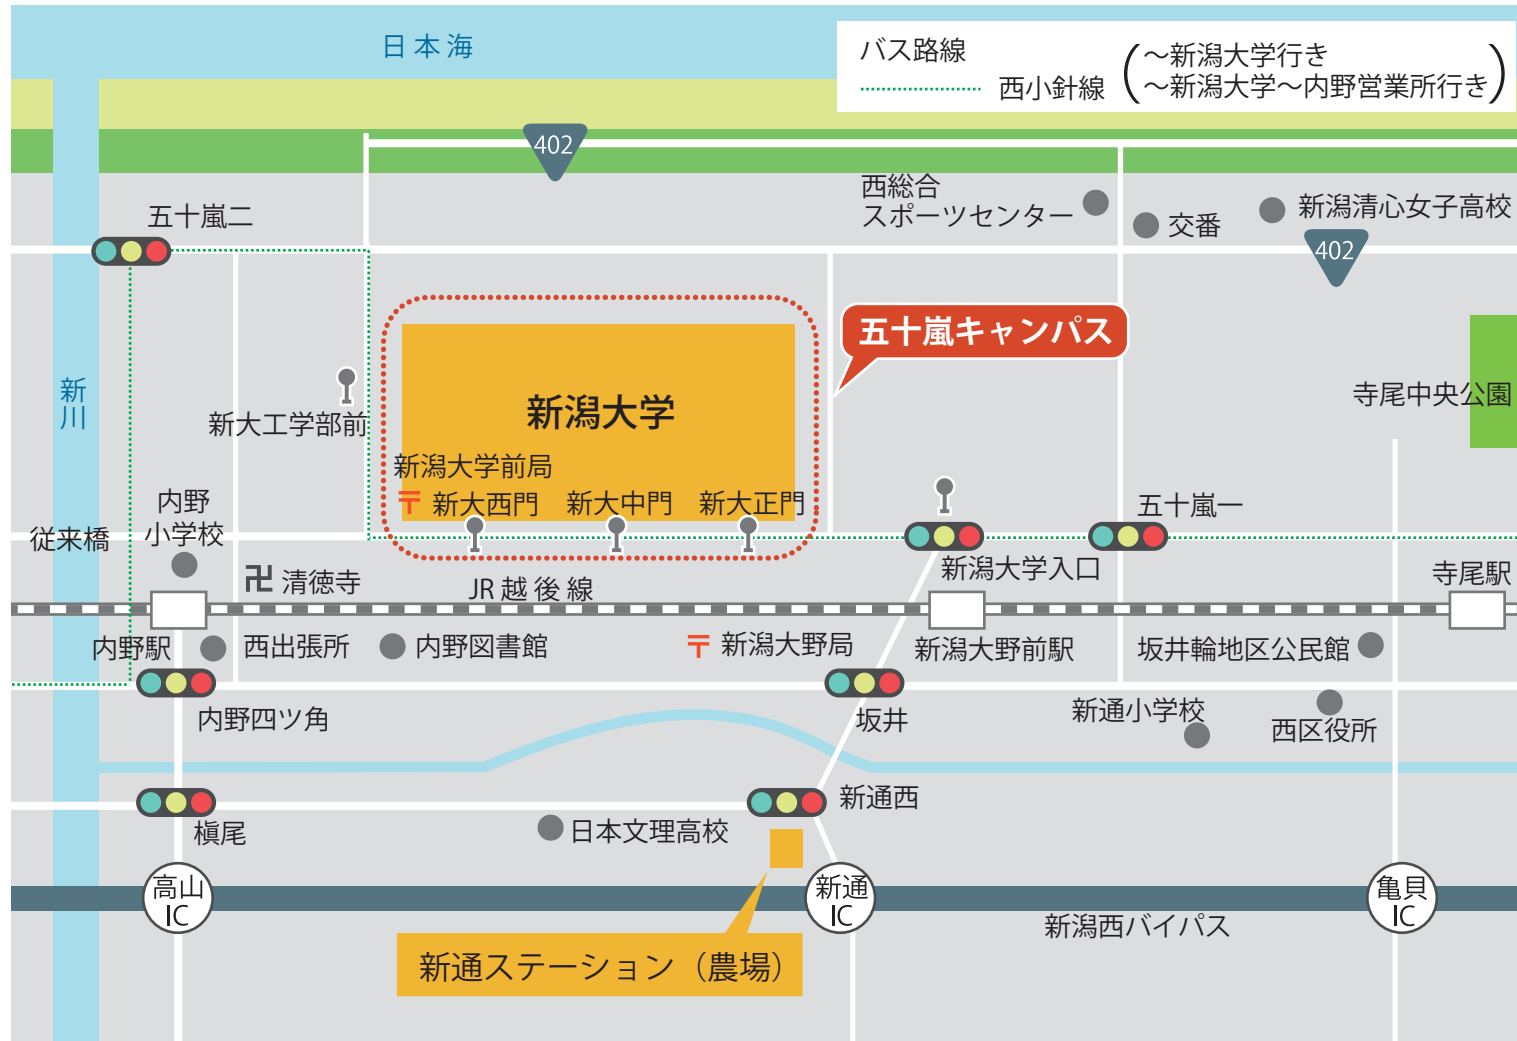 日本海
バス路線
西小針線
～新潟大学行き
～新潟大学～内野営業所行き
402
西総合
スポーツセンター
交番
新潟清心女子高校
402
五十嵐二
五十嵐キャンパス
新川
寺尾中央公園
新大工学部前
新潟大学
新潟大学前局
新大西門
新大中門
新大正門
五十嵐一
内野
小学校
従来橋
清徳寺
JR越後線
新潟大学入口
寺尾駅
内野駅
西出張所
内野図書館
新潟大野局
新潟大野前駅
坂井輪地区公民館
内野四ツ角
坂井
新通小学校
西区役所
槇尾
日本文理高校
新通西
高山
IC
新通
IC
亀貝
IC
新潟西バイパス
新通ステーション（農場）